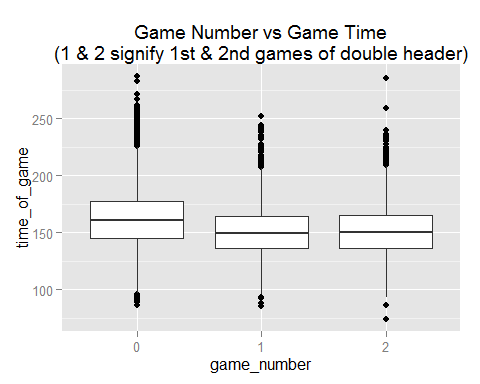 Game Number vs Game Time
(1 & 2 signify 1st & 2nd games of double header)
250
200
150
100
time_of_game
0 1 2
game_number